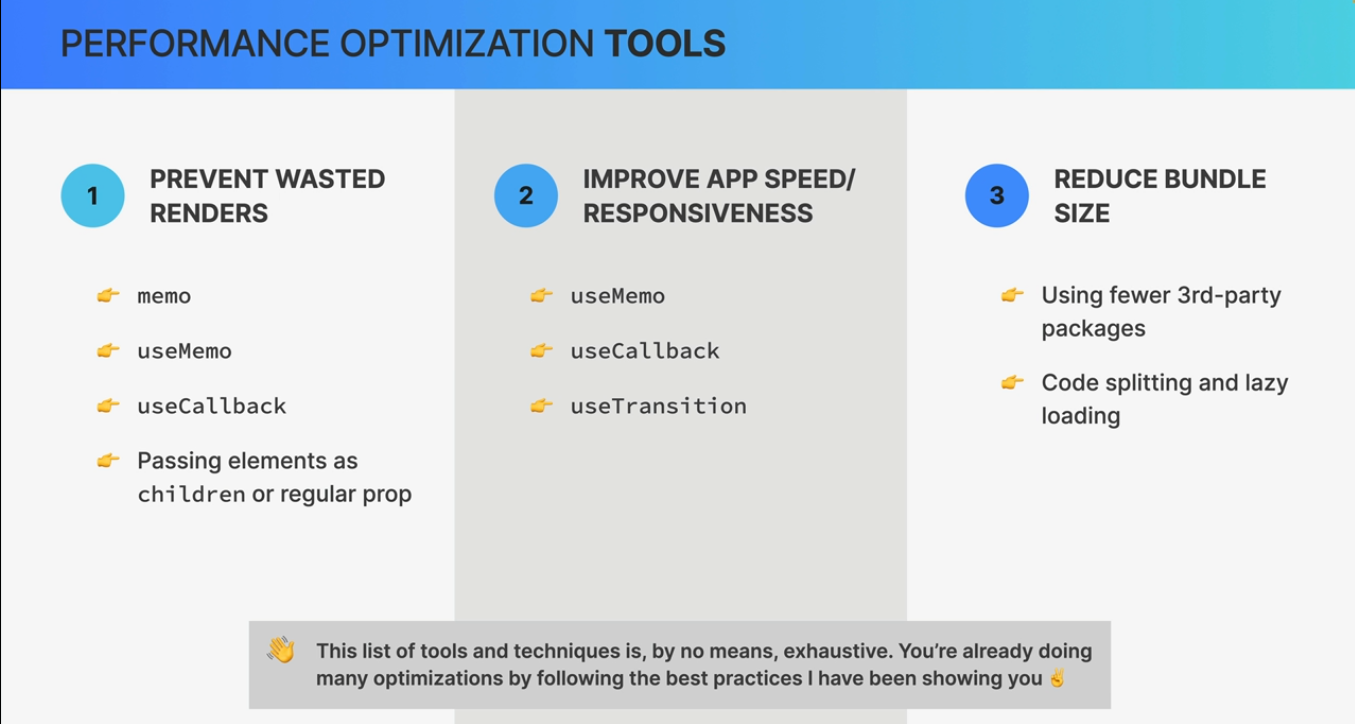 PERFORMANCE OPTIMIZATION TOOLS
1
PREVENT WASTED
RENDERS
👉 memo
👉 useMemo
👉 useCallback
👉 Passing elements as
children or regular prop
2
IMPROVE APP SPEED/
RESPONSIVENESS
👉 useMemo
👉 useCallback
👉 useTransition
3
REDUCE BUNDLE
SIZE
👉 Using fewer 3rd-party
packages
👉 Code splitting and lazy
loading
👋 This list of tools and techniques is, by no means, exhaustive. You’re already doing
many optimizations by following the best practices I have been showing you ✌️